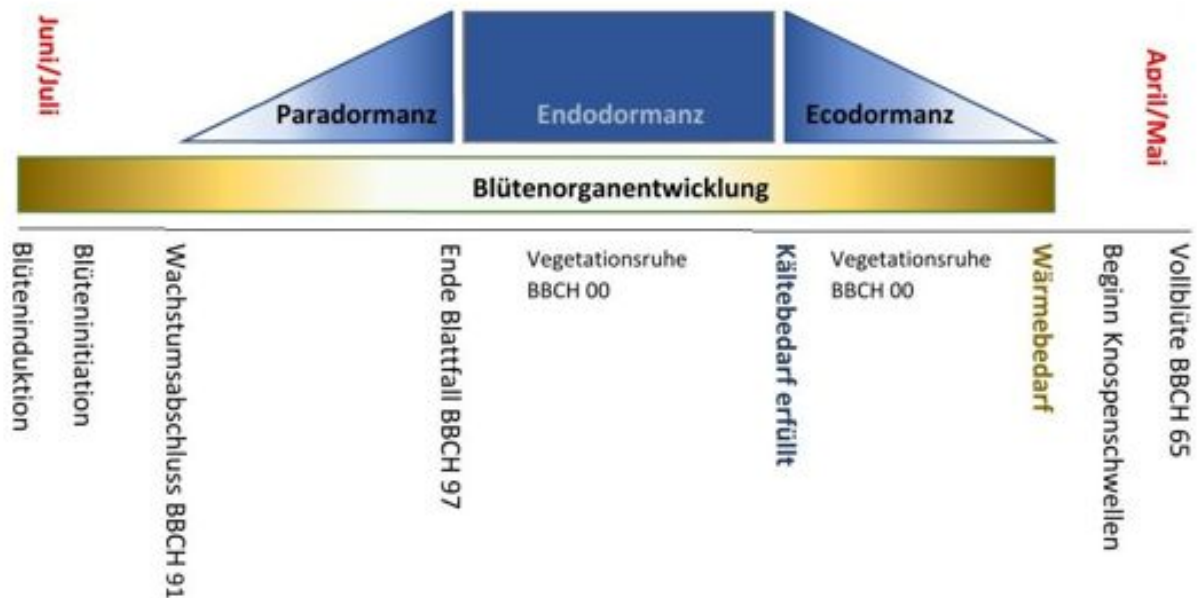 Juni/Juli
April/Mai
Paradormanz
Endodormanz
Ecodormanz
Blütenorganentwicklung
Blüteninduktion
Blüteninitiation
Wachstumsabschluss BBCH 91
Ende Blattfall BBCH 97
Vegetationsruhe
BBCH 00
Kältebedarf erfüllt
Vegetationsruhe
BBCH 00
Wärmebedarf
Beginn Knospenschwellen
Vollblüte BBCH 65